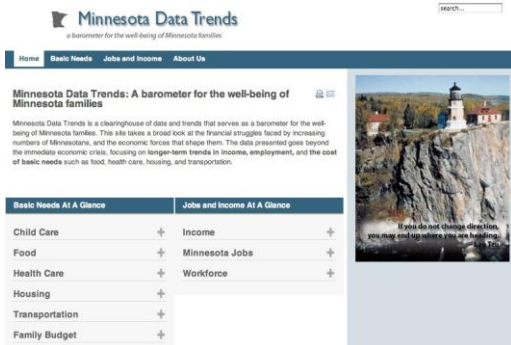 search...
Minnesota Data Trends
a barometer for the well-being of Minnesota families
Home Basic Needs Jobs and Income About Us
Minnesota Data Trends: A barometer for the well-being of
Minnesota families
Minnesota Data Trends is a clearinghouse of data and trends that serves as a barometer for the well-
being of Minnesota families. This site takes a broad look at the financial struggles faced by increasing
numbers of Minnesotans, and the economic forces that shape them. The data presented goes beyond
the immediate economic crisis, focusing on longer-term trends in income, employment, and the cost
of basic needs such as food, health care, housing, and transportation.
If you do not change direction,
you may end up where you are heading.
Lao Tzu
Basic Needs At A Glance
Child Care +
Food +
Health Care +
Housing +
Transportation +
Family Budget +
Jobs and Income At A Glance
Income +
Minnesota Jobs +
Workforce +